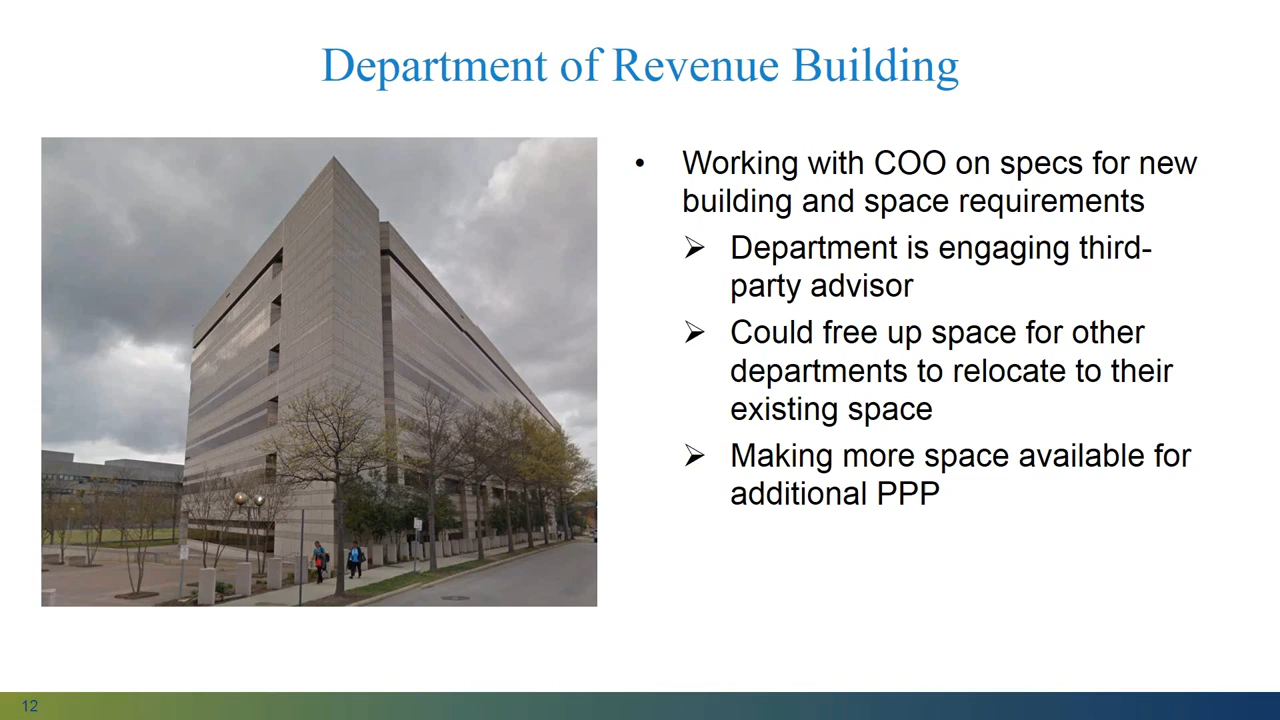 Department of Revenue Building
• Working with COO on specs for new
building and space requirements
➢ Department is engaging third-
party advisor
➢ Could free up space for other
departments to relocate to their
existing space
➢ Making more space available for
additional PPP
12